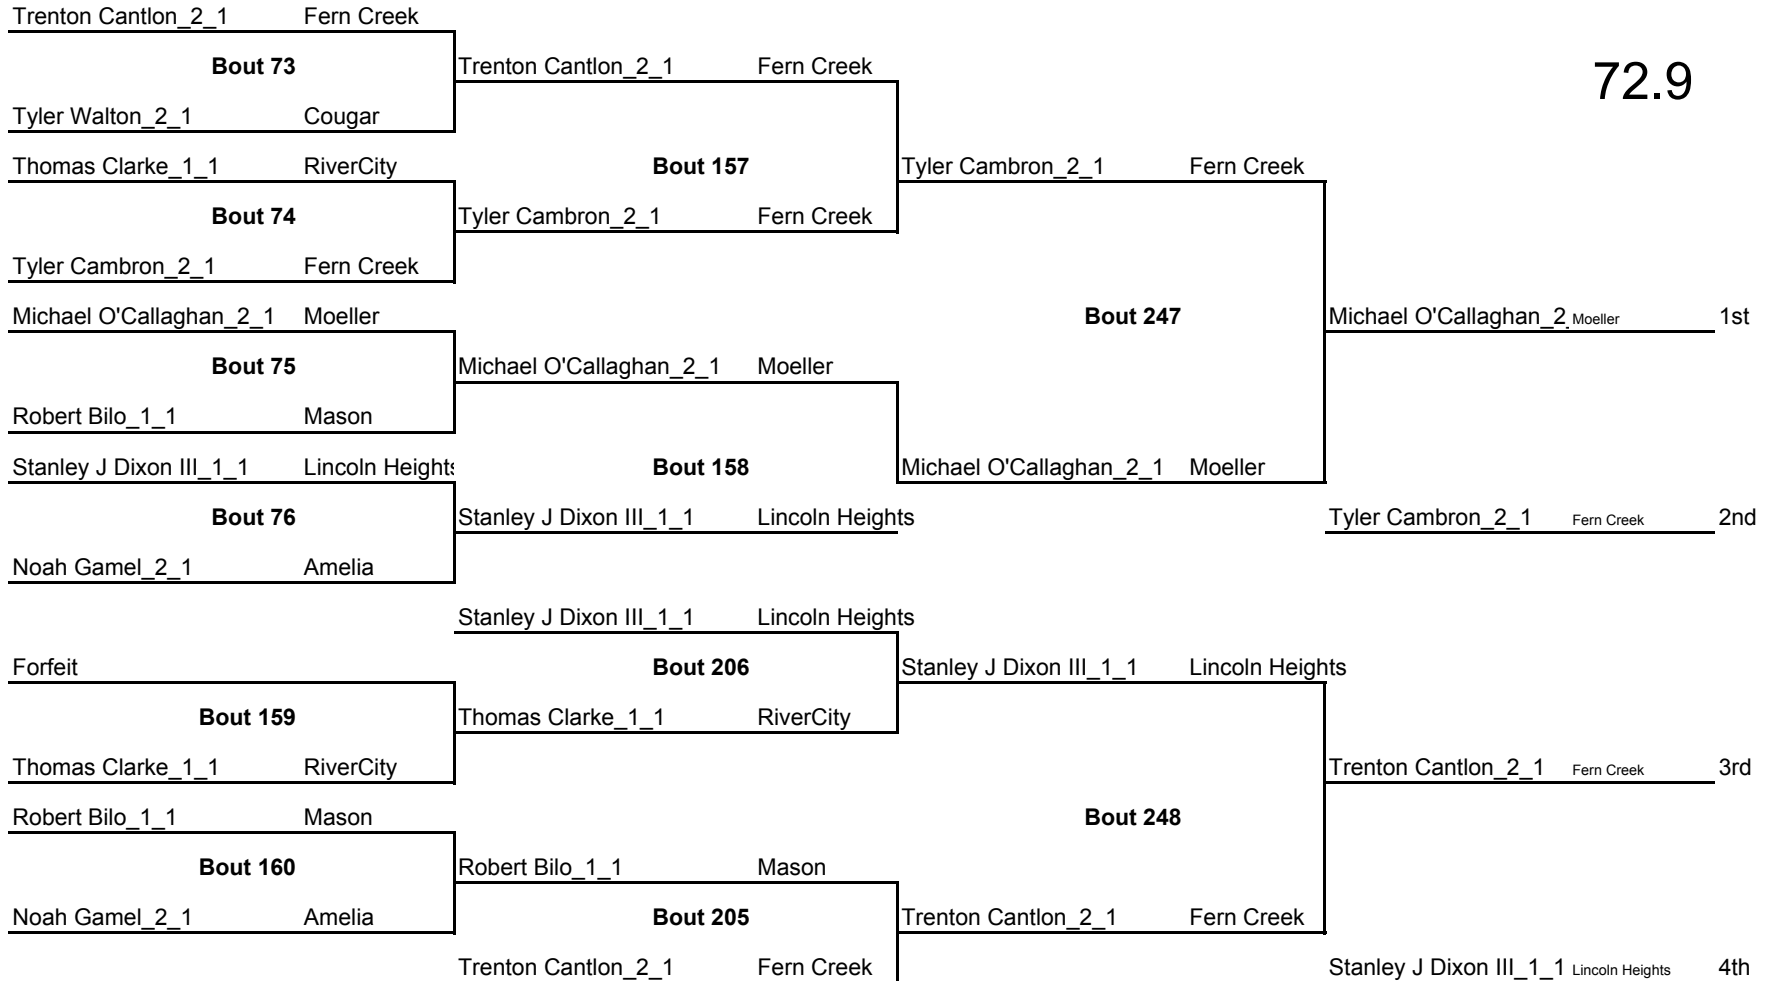 Trenton Cantlon_2_1 Fern Creek
Bout 73 Trenton Cantlon_2_1 Fern Creek 72.9
Tyler Walton_2_1 Cougar
Thomas Clarke_1_1 RiverCity Bout 157 Tyler Cambron_2_1 Fern Creek
Bout 74 Tyler Cambron_2_1 Fern Creek
Tyler Cambron_2_1 Fern Creek
Michael O'Callaghan_2_1 Moeller Bout 247 Michael O'Callaghan_2 Moeller 1st
Bout 75 Michael O'Callaghan_2_1 Moeller
Robert Bilo_1_1 Mason
Stanley J Dixon III_1_1 Lincoln Heights Bout 158 Michael O'Callaghan_2_1 Moeller
Bout 76 Stanley J Dixon III_1_1 Lincoln Heights Tyler Cambron_2_1 Fern Creek 2nd
Noah Gamel_2_1 Amelia
Stanley J Dixon III_1_1 Lincoln Heights
Forfeit Bout 206 Stanley J Dixon III_1_1 Lincoln Heights
Bout 159 Thomas Clarke_1_1 RiverCity
Thomas Clarke_1_1 RiverCity Trenton Cantlon_2_1 Fern Creek 3rd
Robert Bilo_1_1 Mason Bout 248
Bout 160 Robert Bilo_1_1 Mason
Noah Gamel_2_1 Amelia Bout 205 Trenton Cantlon_2_1 Fern Creek
Trenton Cantlon_2_1 Fern Creek Stanley J Dixon III_1_1 Lincoln Heights 4th